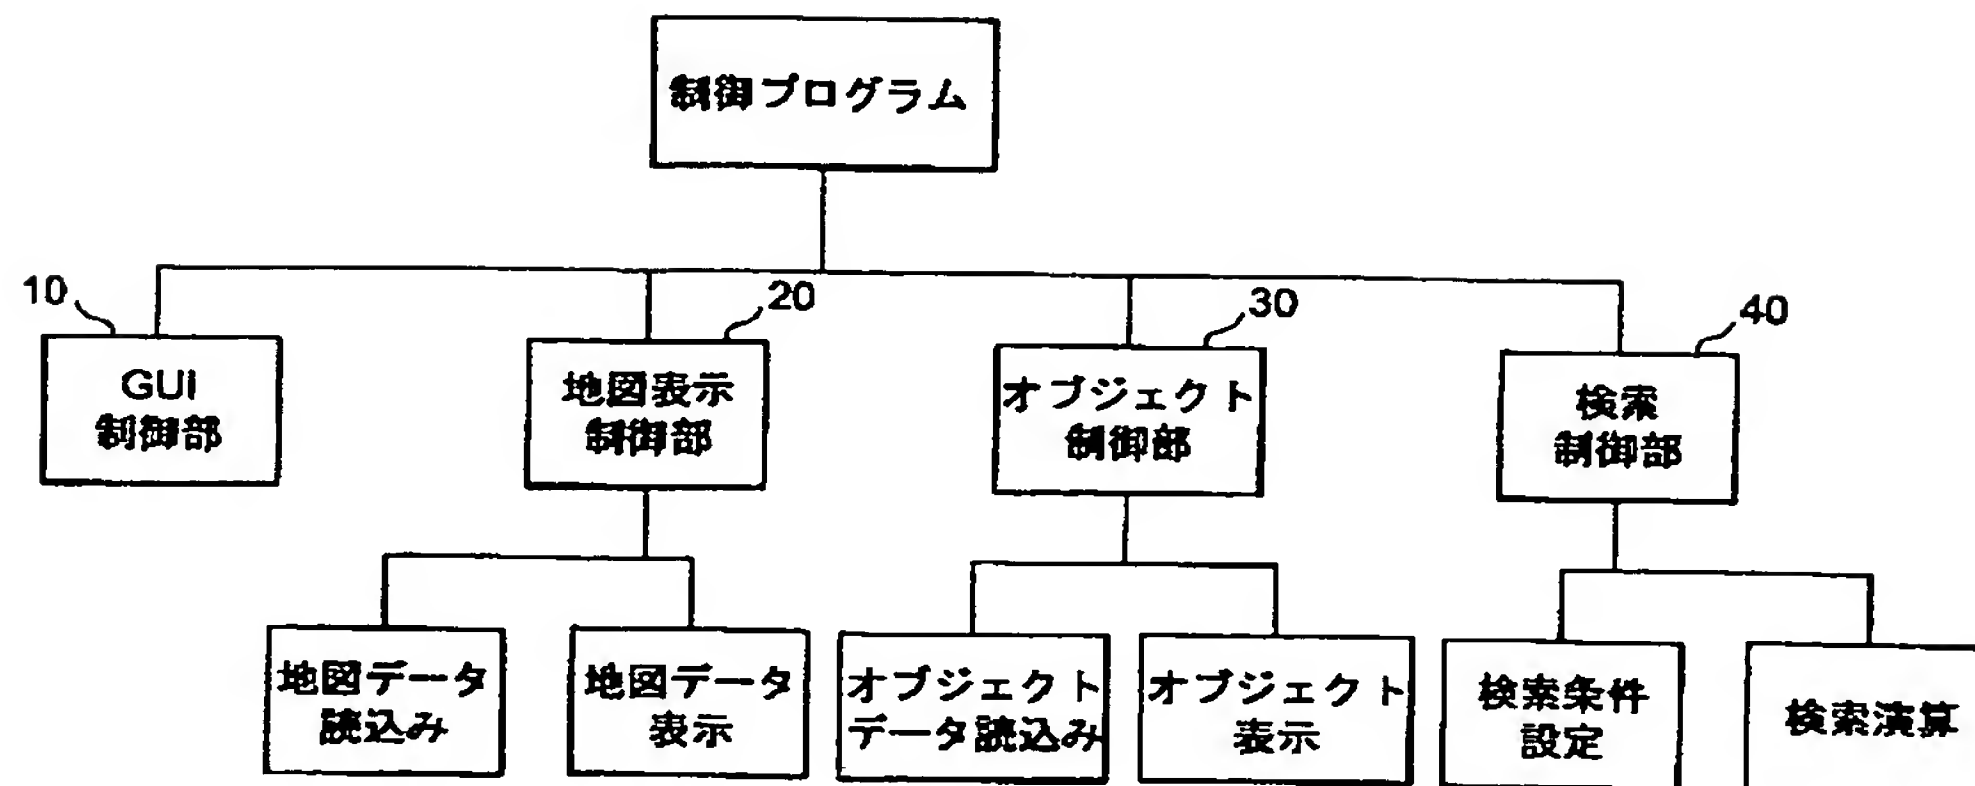 制御プログラム
10
20
30
40
GUI
制御部
地図表示
制御部
オブジェクト
制御部
検索
制御部
地図データ
読込み
地図データ
表示
オブジェクト
データ読込み
オブジェクト
表示
検索条件
設定
検索演算